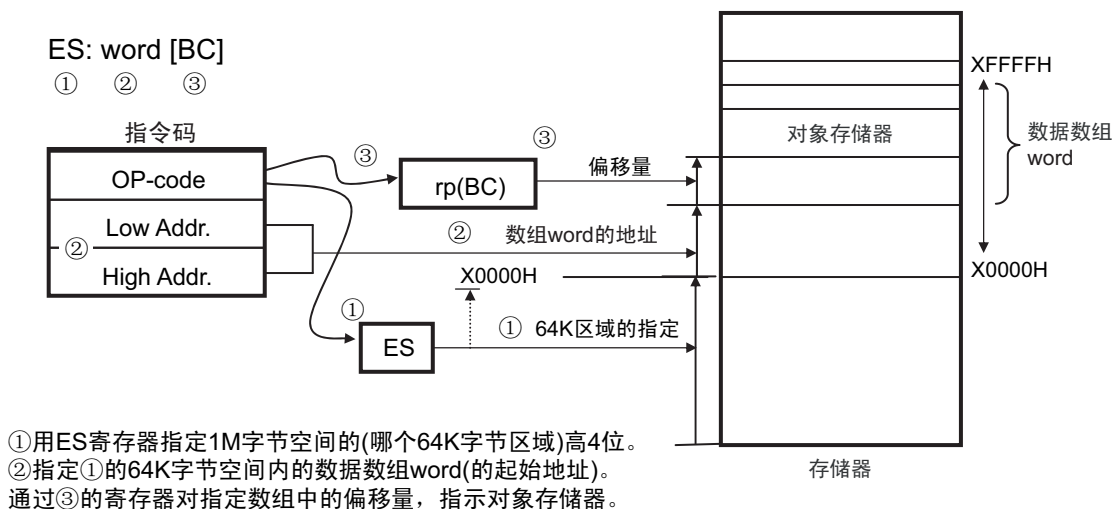 ES: word [BC]
① ② ③
指令码
OP-code
② Low Addr.
High Addr.
③
rp(BC)
③
偏移量
② 数组word的地址
X0000H
①
ES
① 64K区域的指定
XFFFFH
对象存储器
数据数组
word
X0000H
存储器
①用ES寄存器指定1M字节空间的(哪个64K字节区域)高4位。
②指定①的64K字节空间内的数据数组word(的起始地址)。
通过③的寄存器对指定数组中的偏移量，指示对象存储器。